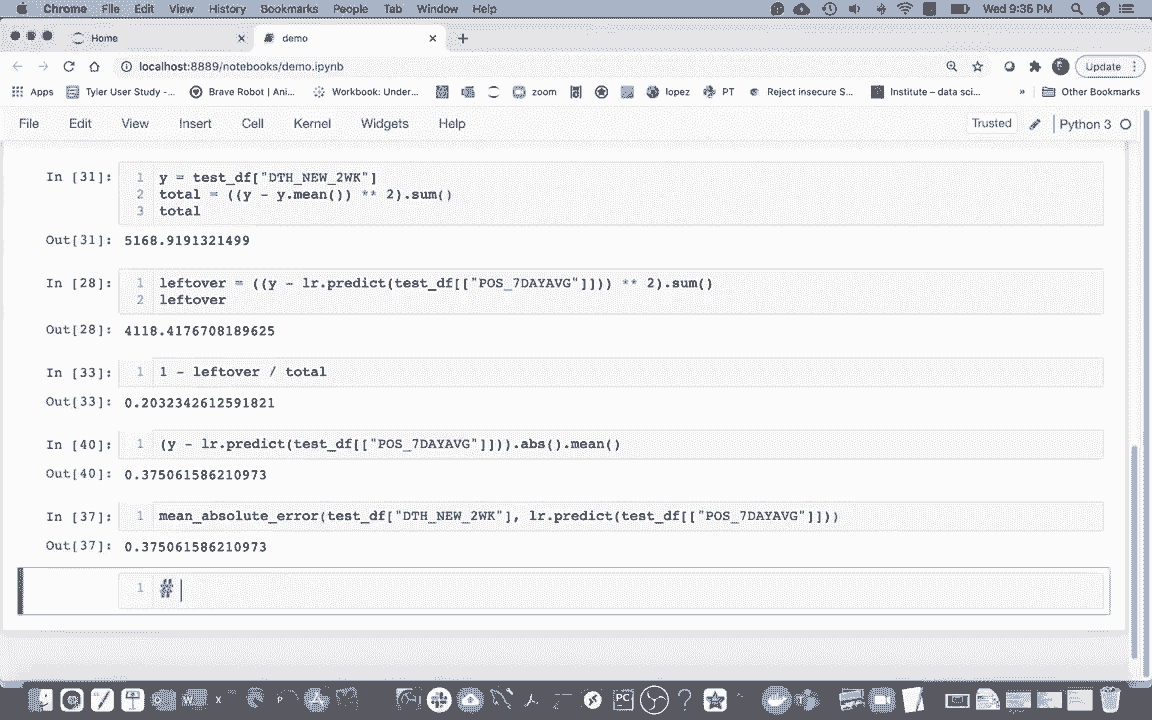 Chrome File Edit View History Bookmarks People Tab Window Help Wed 9:36 PM
Home demo
localhost:8889/notebooks/demo.ipynb Update
Apps Tyler User Study -... Brave Robot | Ani... Workbook: Under... zoom lopez PT Reject insecure S... Institute – data sci... » Other Bookmarks
File Edit View Insert Cell Kernel Widgets Help Trusted Python 3
In [31]: 1 y = test_df["DTH_NEW_2WK"]
2 total = ((y - y.mean()) ** 2).sum()
3 total
Out[31]: 5168.9191321499
In [28]: 1 leftover = ((y - lr.predict(test_df[["POS_7DAYAVG"]])) ** 2).sum()
2 leftover
Out[28]: 4118.4176708189625
In [33]: 1 1 - leftover / total
Out[33]: 0.2032342612591821
In [40]: 1 (y - lr.predict(test_df[["POS_7DAYAVG"]])).abs().mean()
Out[40]: 0.375061586210973
In [37]: 1 mean_absolute_error(test_df["DTH_NEW_2WK"], lr.predict(test_df[["POS_7DAYAVG"]]))
Out[37]: 0.375061586210973
1 #
PC